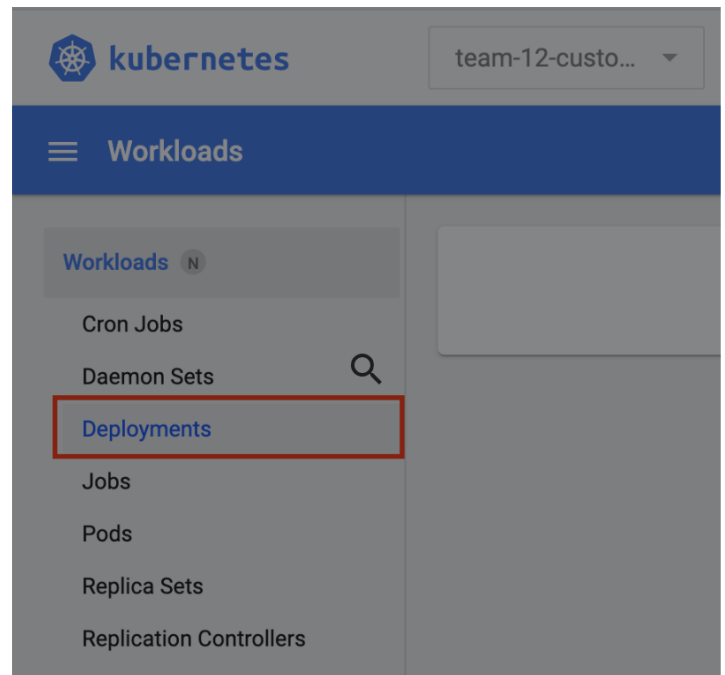 kubernetes
team-12-custo...
Workloads
Workloads N
Cron Jobs
Daemon Sets
Deployments
Jobs
Pods
Replica Sets
Replication Controllers